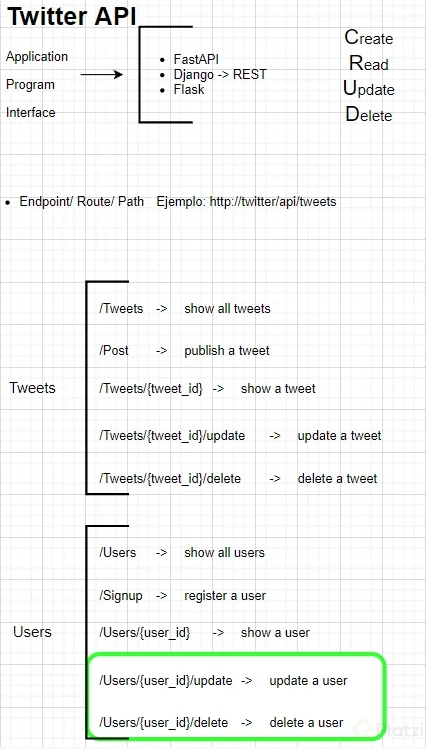 Twitter API
Application
Program
Interface
• FastAPI
• Django -> REST
• Flask
Create
Read
Update
Delete
• Endpoint/ Route/ Path Ejemplo: http://twitter/api/tweets
Tweets
/Tweets -> show all tweets
/Post -> publish a tweet
/Tweets/{tweet_id} -> show a tweet
/Tweets/{tweet_id}/update -> update a tweet
/Tweets/{tweet_id}/delete -> delete a tweet
Users
/Users -> show all users
/Signup -> register a user
/Users/{user_id} -> show a user
/Users/{user_id}/update -> update a user
/Users/{user_id}/delete -> delete a user
Platzi